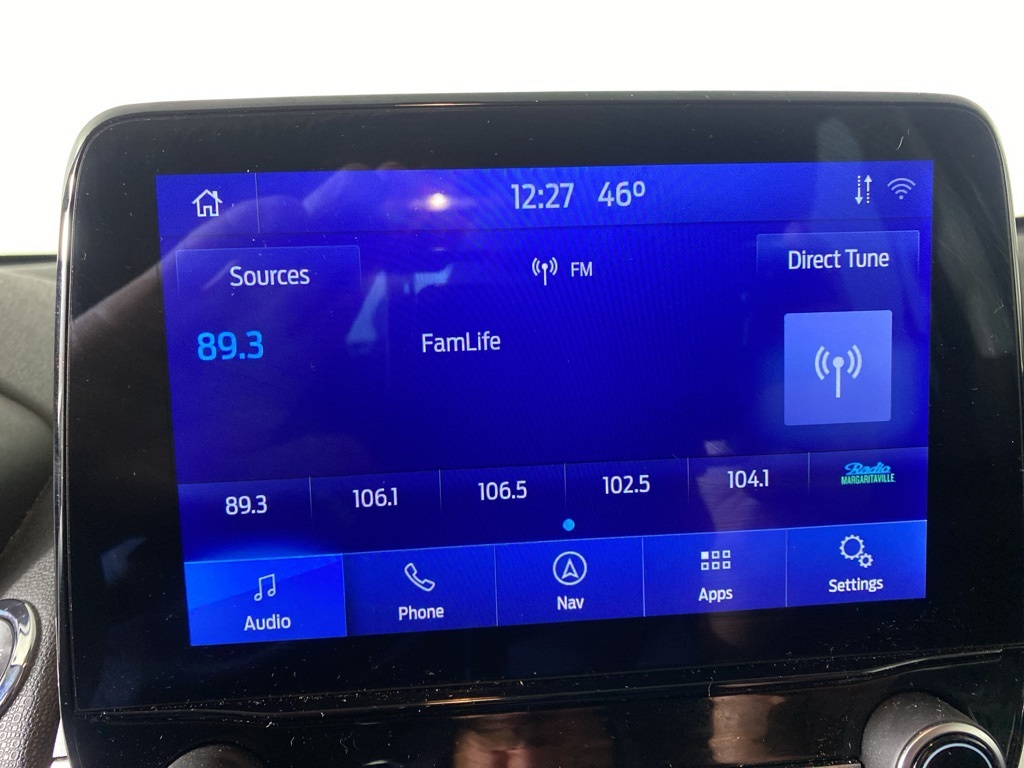 12:27 46°
Sources
FM
Direct Tune
89.3
FamLife
89.3
106.1
106.5
102.5
104.1
Radio
MARGARITAVILLE
Audio
Phone
Nav
Apps
Settings